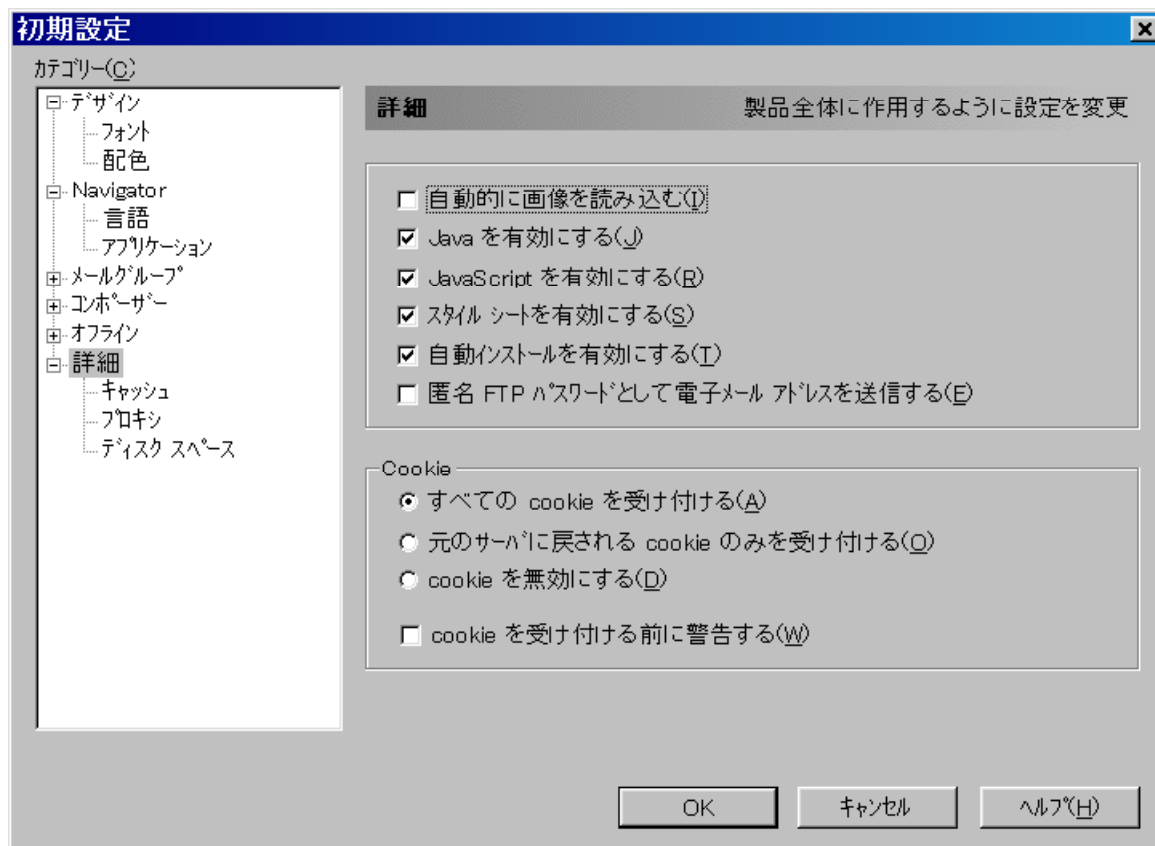 初期設定
カテゴリー(C)
デザイン
フォント
配色
Navigator
言語
アプリケーション
メールグループ
コンポーザー
オフライン
詳細
キャッシュ
プロキシ
ディスク スペース
詳細 製品全体に作用するように設定を変更
自動的に画像を読み込む(I)
Java を有効にする(J)
JavaScript を有効にする(R)
スタイル シートを有効にする(S)
自動インストールを有効にする(T)
匿名 FTP パスワードとして電子メール アドレスを送信する(E)
Cookie
すべての cookie を受け付ける(A)
元のサーバに戻される cookie のみを受け付ける(O)
cookie を無効にする(D)
cookie を受け付ける前に警告する(W)
OK キャンセル ヘルプ(H)